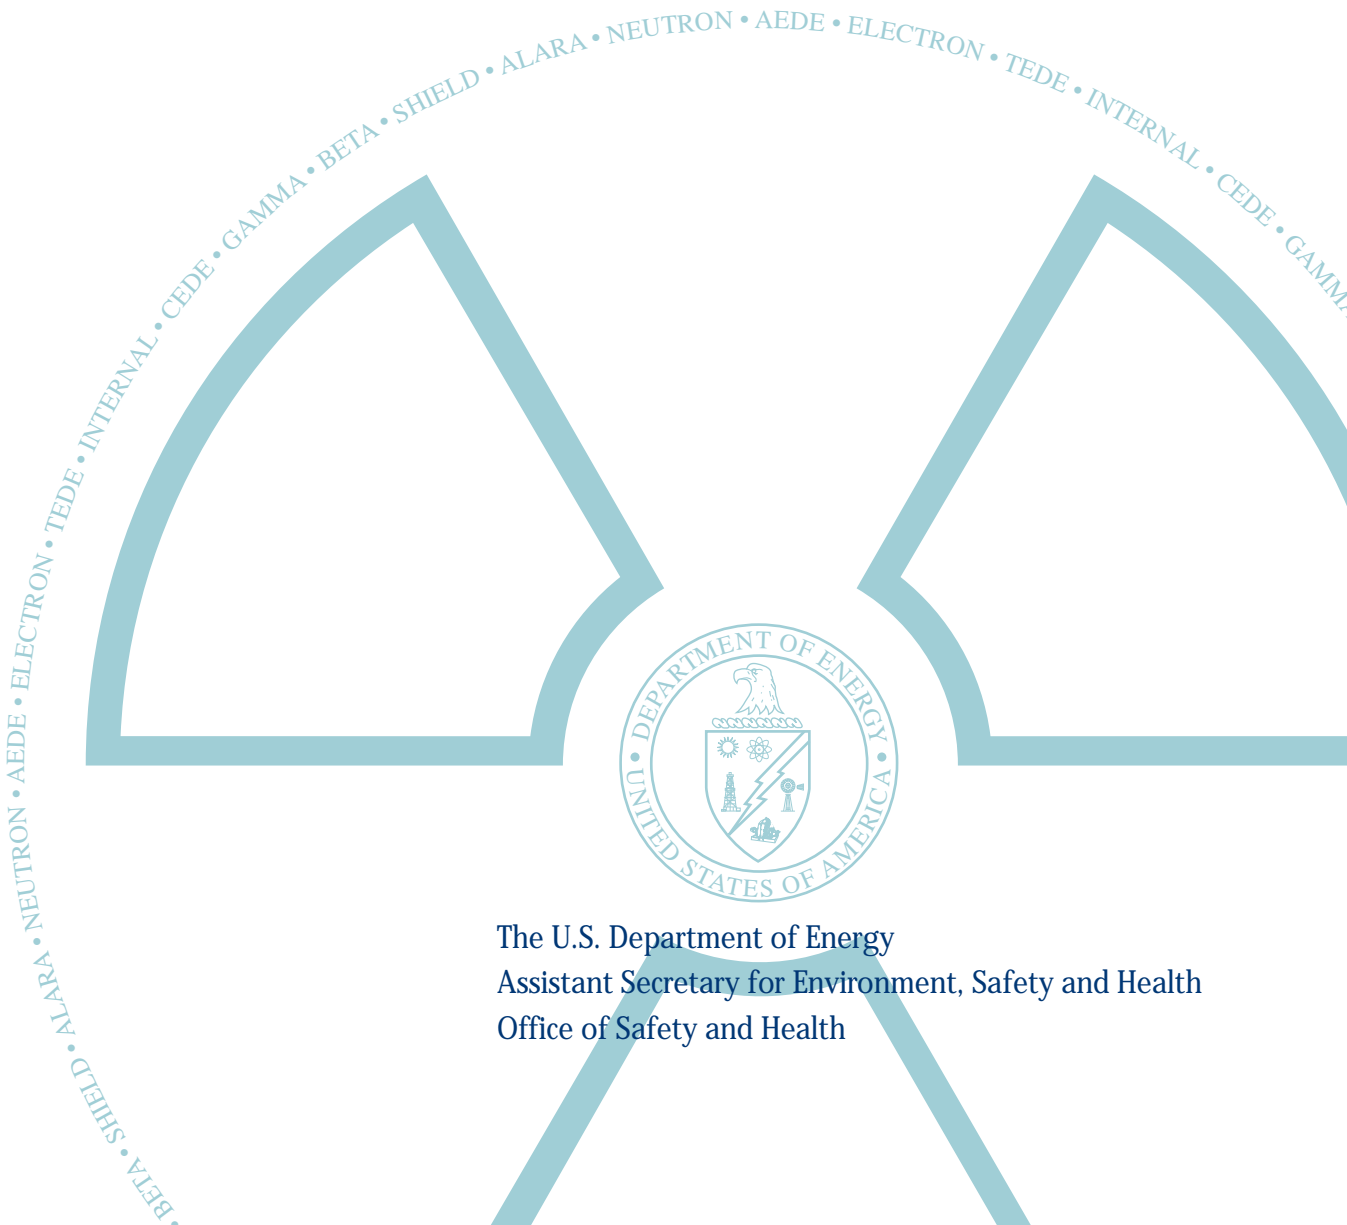 BETA • SHIELD • ALARA • NEUTRON • AEDE • ELECTRON • TEDE • INTERNAL • CEDE • GAMMA • BETA • SHIELD • ALARA • NEUTRON • AEDE • ELECTRON • TEDE • INTERNAL • CEDE • GAMMA
• DEPARTMENT OF ENERGY •
UNITED STATES OF AMERICA
The U.S. Department of Energy
Assistant Secretary for Environment, Safety and Health
Office of Safety and Health